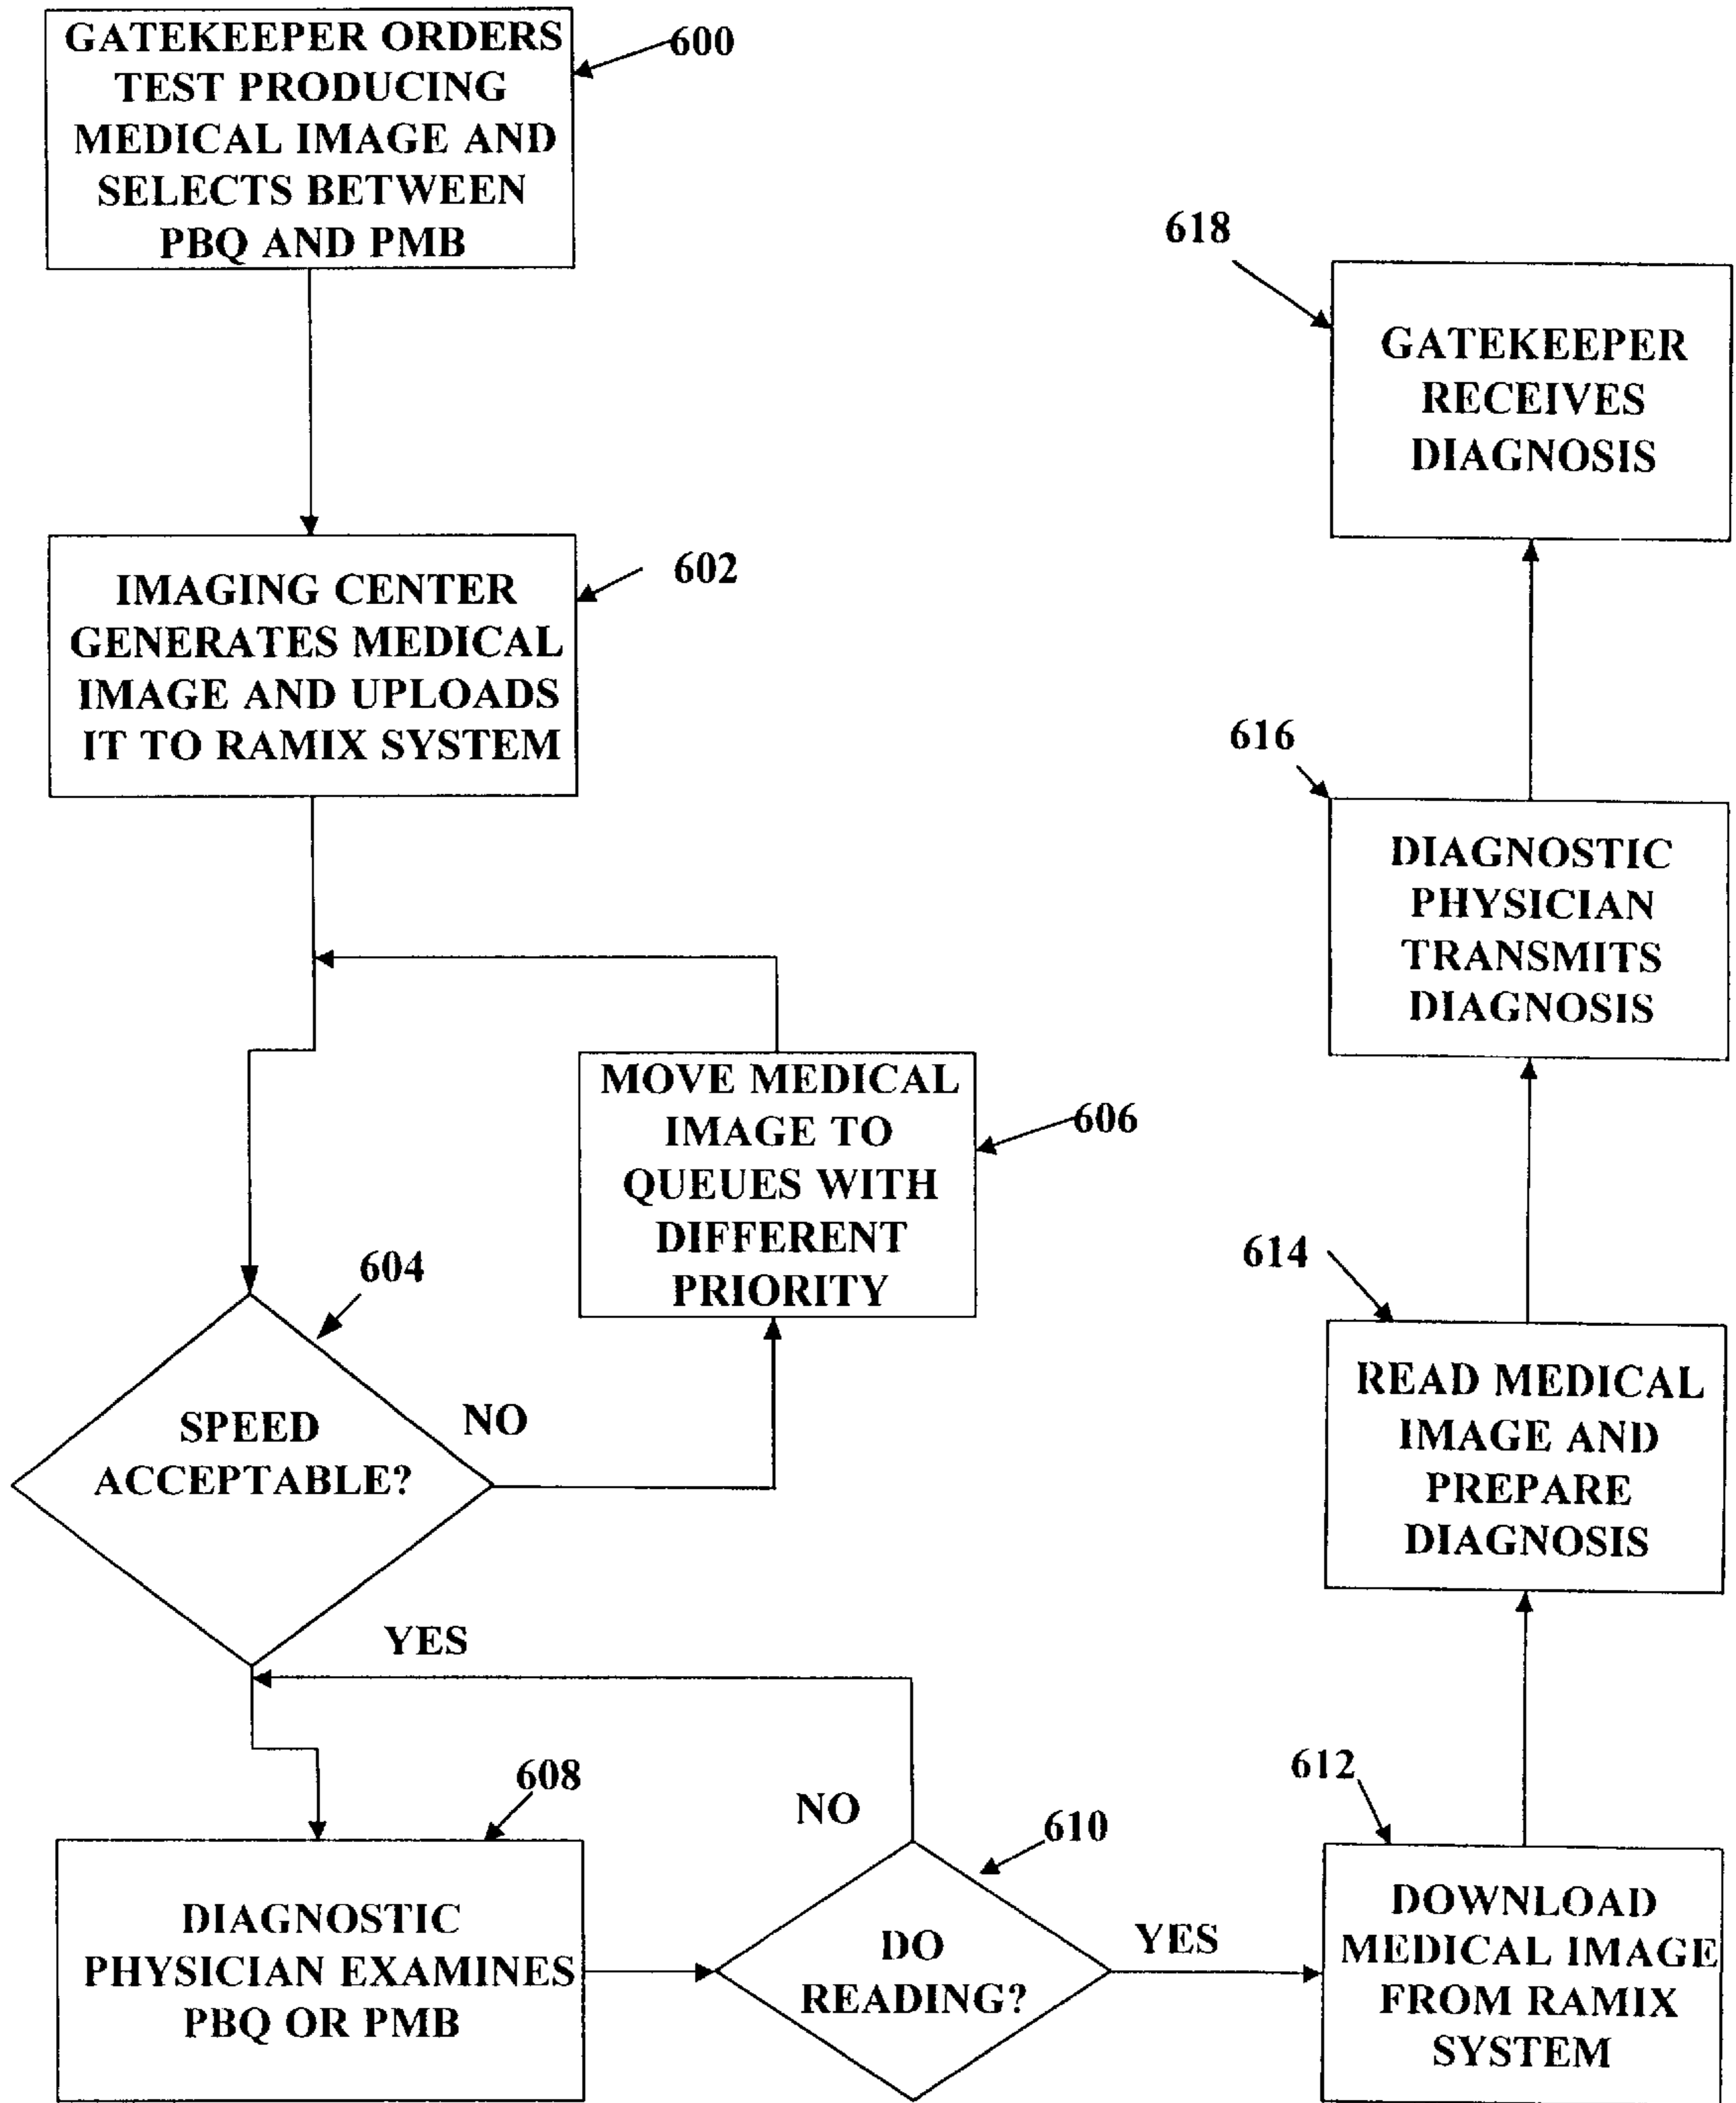 GATEKEEPER ORDERS
TEST PRODUCING
MEDICAL IMAGE AND
SELECTS BETWEEN
PBQ AND PMB
600
IMAGING CENTER
GENERATES MEDICAL
IMAGE AND UPLOADS
IT TO RAMIX SYSTEM
602
MOVE MEDICAL
IMAGE TO
QUEUES WITH
DIFFERENT
PRIORITY
606
604
SPEED
ACCEPTABLE?
NO
YES
608
DIAGNOSTIC
PHYSICIAN EXAMINES
PBQ OR PMB
NO
610
DO
READING?
YES
612
DOWNLOAD
MEDICAL IMAGE
FROM RAMIX
SYSTEM
614
READ MEDICAL
IMAGE AND
PREPARE
DIAGNOSIS
616
DIAGNOSTIC
PHYSICIAN
TRANSMITS
DIAGNOSIS
618
GATEKEEPER
RECEIVES
DIAGNOSIS